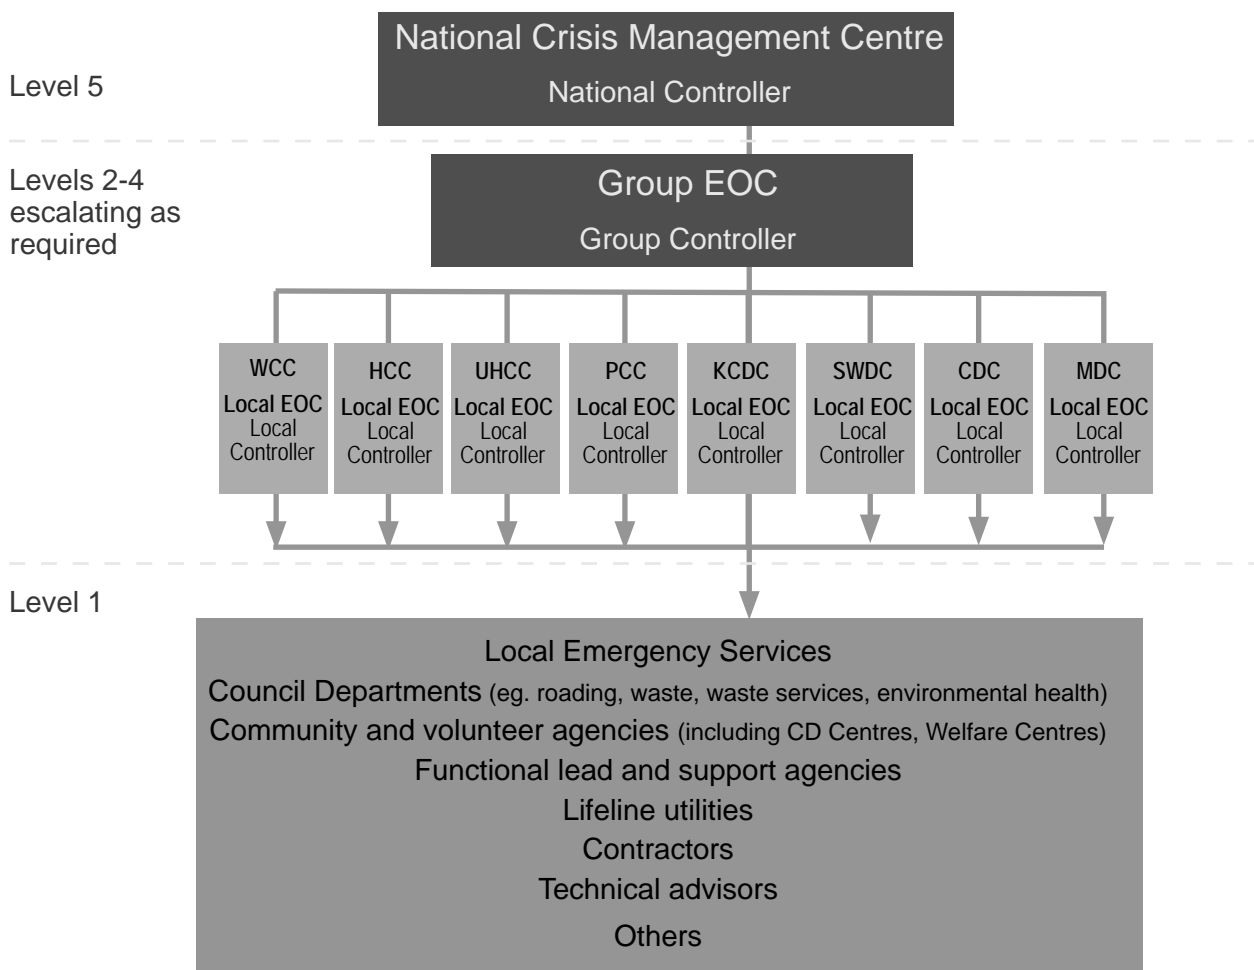 National Crisis Management Centre
Level 5
National Controller
Levels 2-4
escalating as
required
Group EOC
Group Controller
WCC
Local EOC
Local
Controller
HCC
Local EOC
Local
Controller
UHCC
Local EOC
Local
Controller
PCC
Local EOC
Local
Controller
KCDC
Local EOC
Local
Controller
SWDC
Local EOC
Local
Controller
CDC
Local EOC
Local
Controller
MDC
Local EOC
Local
Controller
Level 1
Local Emergency Services
Council Departments (eg. roading, waste, waste services, environmental health)
Community and volunteer agencies (including CD Centres, Welfare Centres)
Functional lead and support agencies
Lifeline utilities
Contractors
Technical advisors
Others